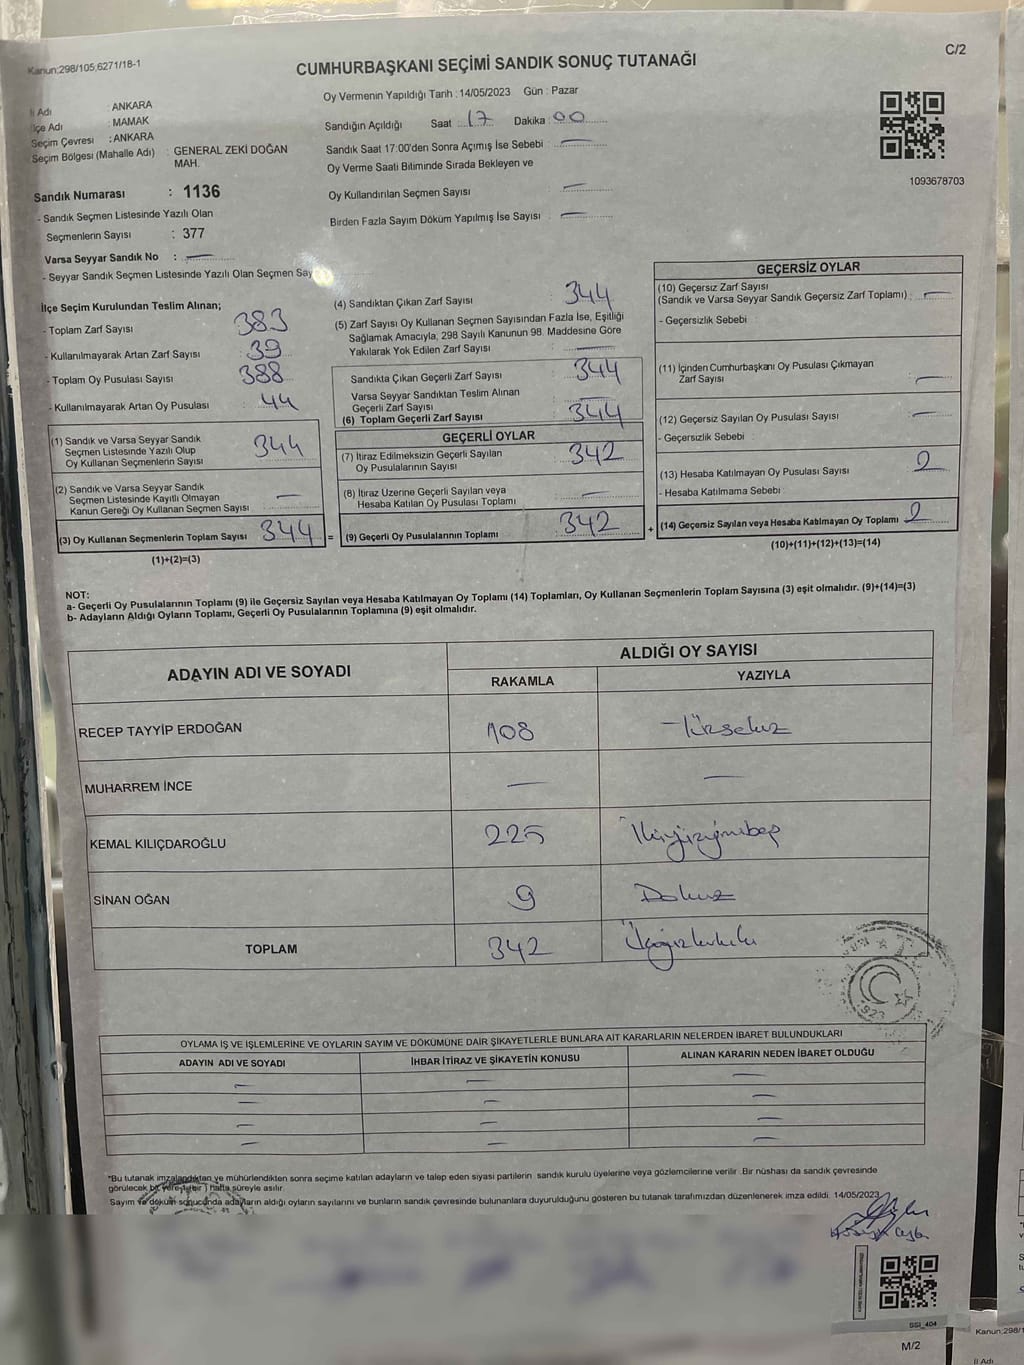 Kanun;298/105;6271/18-1
C/2
CUMHURBAŞKANI SEÇİMİ SANDIK SONUÇ TUTANAĞI
İl Adı : ANKARA
İlçe Adı : MAMAK
Seçim Çevresi : ANKARA
Seçim Bölgesi (Mahalle Adı) : GENERAL ZEKİ DOĞAN MAH.
Sandık Numarası : 1136
- Sandık Seçmen Listesinde Yazılı Olan
Seçmenlerin Sayısı : 377
Varsa Seyyar Sandık No : —
- Seyyar Sandık Seçmen Listesinde Yazılı Olan Seçmen Say
Oy Vermenin Yapıldığı Tarih : 14/05/2023 Gün : Pazar
Sandığın Açıldığı Saat : 17 Dakika : 00
Sandık Saat 17:00'den Sonra Açımış İse Sebebi : —
Oy Verme Saati Bitiminde Sırada Bekleyen ve
Oy Kullandırılan Seçmen Sayısı —
Birden Fazla Sayım Döküm Yapılmış İse Sayısı : —
1093678703
İlçe Seçim Kurulundan Teslim Alınan;
- Toplam Zarf Sayısı 383
- Kullanılmayarak Artan Zarf Sayısı : 39
- Toplam Oy Pusulası Sayısı 388
- Kullanılmayarak Artan Oy Pusulası : 44
(1) Sandık ve Varsa Seyyar Sandık
Seçmen Listesinde Yazılı Olup
Oy Kullanan Seçmenlerin Sayısı 344
(2) Sandık ve Varsa Seyyar Sandık
Seçmen Listesinde Kayıtlı Olmayan
Kanun Gereği Oy Kullanan Seçmen Sayısı : —
(3) Oy Kullanan Seçmenlerin Toplam Sayısı 344
(1)+(2)=(3)
=
(4) Sandıktan Çıkan Zarf Sayısı : 344
(5) Zarf Sayısı Oy Kullanan Seçmen Sayısından Fazla İse, Eşitliği
Sağlamak Amacıyla, 298 Sayılı Kanunun 98. Maddesine Göre
Yakılarak Yok Edilen Zarf Sayısı : —
Sandıkta Çıkan Geçerli Zarf Sayısı : 344
Varsa Seyyar Sandıktan Teslim Alınan
Geçerli Zarf Sayısı : —
(6) Toplam Geçerli Zarf Sayısı : 344
GEÇERLİ OYLAR
(7) İtiraz Edilmeksizin Geçerli Sayılan
Oy Pusulalarının Sayısı : 342
(8) İtiraz Üzerine Geçerli Sayılan veya
Hesaba Katılan Oy Pusulası Toplamı : —
(9) Geçerli Oy Pusulalarının Toplamı : 342
+
GEÇERSİZ OYLAR
(10) Geçersiz Zarf Sayısı
(Sandık ve Varsa Seyyar Sandık Geçersiz Zarf Toplamı) : —
- Geçersizlik Sebebi :
(11) İçinden Cumhurbaşkanı Oy Pusulası Çıkmayan
Zarf Sayısı : —
(12) Geçersiz Sayılan Oy Pusulası Sayısı : —
- Geçersizlik Sebebi :
(13) Hesaba Katılmayan Oy Pusulası Sayısı : 2
- Hesaba Katılmama Sebebi :
(14) Geçersiz Sayılan veya Hesaba Katılmayan Oy Toplamı : 2
(10)+(11)+(12)+(13)=(14)
NOT:
a- Geçerli Oy Pusulalarının Toplamı (9) ile Geçersiz Sayılan veya Hesaba Katılmayan Oy Toplamı (14) Toplamları, Oy Kullanan Seçmenlerin Toplam Sayısına (3) eşit olmalıdır. (9)+(14)=(3)
b- Adayların Aldığı Oyların Toplamı, Geçerli Oy Pusulalarının Toplamına (9) eşit olmalıdır.
ADAYIN ADI VE SOYADI
ALDIĞI OY SAYISI
RAKAMLA YAZIYLA
RECEP TAYYİP ERDOĞAN 108 Yüzsekiz
MUHARREM İNCE — —
KEMAL KILIÇDAROĞLU 225 İkiyüzyirmibeş
SİNAN OĞAN 9 Dokuz
TOPLAM 342 Üçyüzkırkiki
OYLAMA İŞ VE İŞLEMLERİNE VE OYLARIN SAYIM VE DÖKÜMÜNE DAİR ŞİKAYETLERLE BUNLARA AİT KARARLARIN NELERDEN İBARET BULUNDUKLARI
ADAYIN ADI VE SOYADI İHBAR İTİRAZ VE ŞİKAYETİN KONUSU ALINAN KARARIN NEDEN İBARET OLDUĞU
— — —
— — —
— — —
— — —
*Bu tutanak imzalandıktan ve mühürlendikten sonra seçime katılan adayların ve talep eden siyasi partilerin sandık kurulu üyelerine veya gözlemcilerine verilir. Bir nüshası da sandık çevresinde
görülecek bir yere ( bir ) hafta süreyle asılır.
Sayım ve döküm sonucunda adayların aldığı oyların sayılarını ve bunların sandık çevresinde bulunanlara duyurulduğunu gösteren bu tutanak tarafımızdan düzenlenerek imza edildi. 14/05/2023
SSİ_404
M/2
Kanun;298/1
İl Adı